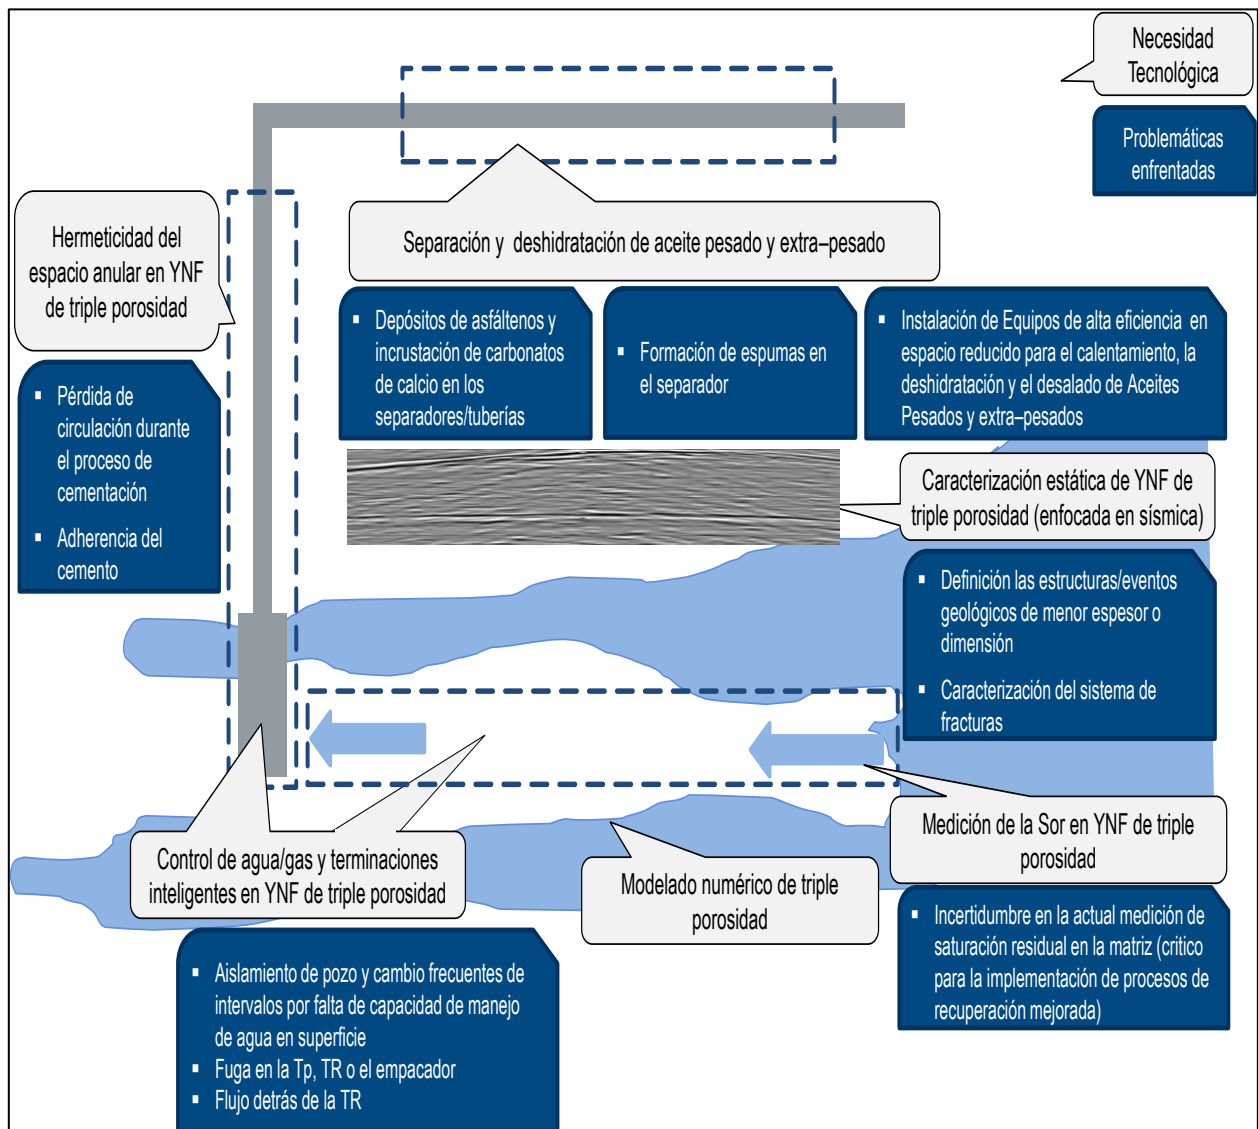 Necesidad
Tecnológica
Problemáticas
enfrentadas
Hermeticidad del
espacio anular en YNF
de triple porosidad
▪ Pérdida de
circulación durante
el proceso de
cementación
▪ Adherencia del
cemento
Separación y deshidratación de aceite pesado y extra–pesado
▪ Depósitos de asfáltenos y
incrustación de carbonatos
de calcio en los
separadores/tuberías
▪ Formación de espumas en
el separador
▪ Instalación de Equipos de alta eficiencia en
espacio reducido para el calentamiento, la
deshidratación y el desalado de Aceites
Pesados y extra–pesados
Caracterización estática de YNF de
triple porosidad (enfocada en sísmica)
▪ Definición las estructuras/eventos
geológicos de menor espesor o
dimensión
▪ Caracterización del sistema de
fracturas
Control de agua/gas y terminaciones
inteligentes en YNF de triple porosidad
▪ Aislamiento de pozo y cambio frecuentes de
intervalos por falta de capacidad de manejo
de agua en superficie
▪ Fuga en la Tp, TR o el empacador
▪ Flujo detrás de la TR
Modelado numérico de triple
porosidad
Medición de la Sor en YNF de triple
porosidad
▪ Incertidumbre en la actual medición de
saturación residual en la matriz (critico
para la implementación de procesos de
recuperación mejorada)